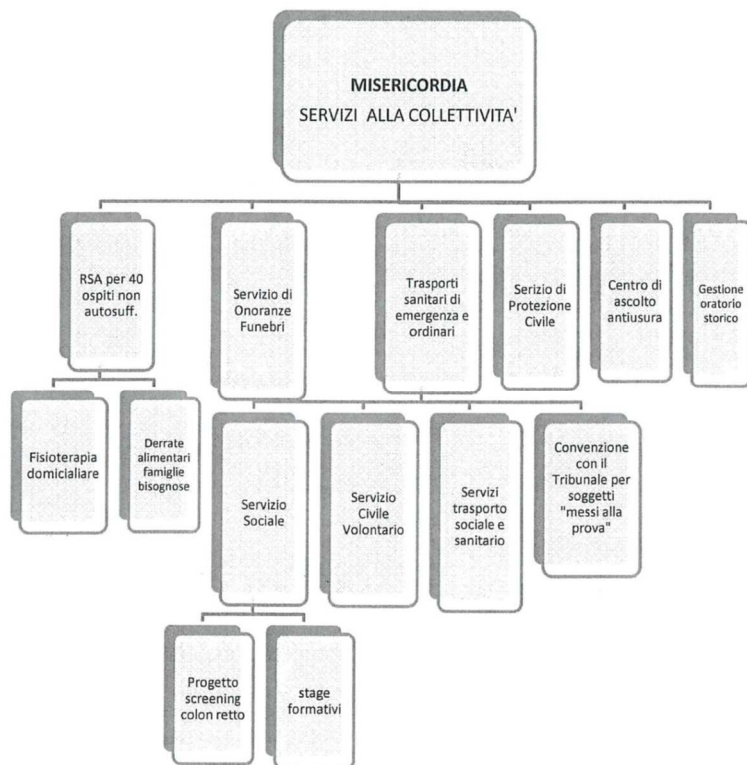 MISERICORDIA
SERVIZI ALLA COLLETTIVITA'
RSA per 40
ospiti non
autosuff.
Servizio di
Onoranze
Funebri
Trasporti
sanitari di
emergenza e
ordinari
Serizio di
Protezione
Civile
Centro di
ascolto
antiusura
Gestione
oratorio
storico
Fisioterapia
domicialiare
Derrate
alimentari
famiglie
bisognose
Servizio
Sociale
Servizio
Civile
Volontario
Servizi
trasporto
sociale e
sanitario
Convenzione
con il
Tribunale per
soggetti
"messi alla
prova"
Progetto
screening
colon retto
stage
formativi